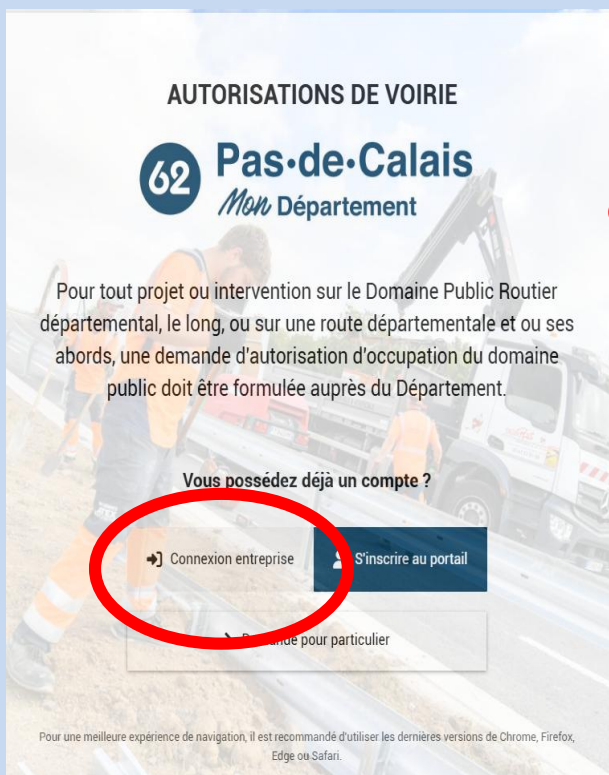 AUTORISATIONS DE VOIRIE
62
Pas•de•Calais
Mon Département
Pour tout projet ou intervention sur le Domaine Public Routier
départemental, le long, ou sur une route départementale et ou ses
abords, une demande d'autorisation d'occupation du domaine
public doit être formulée auprès du Département.
Vous possédez déjà un compte ?
Connexion entreprise
S'inscrire au portail
pour particulier
Pour une meilleure expérience de navigation, il est recommandé d'utiliser les dernières versions de Chrome, Firefox,
Edge ou Safari.